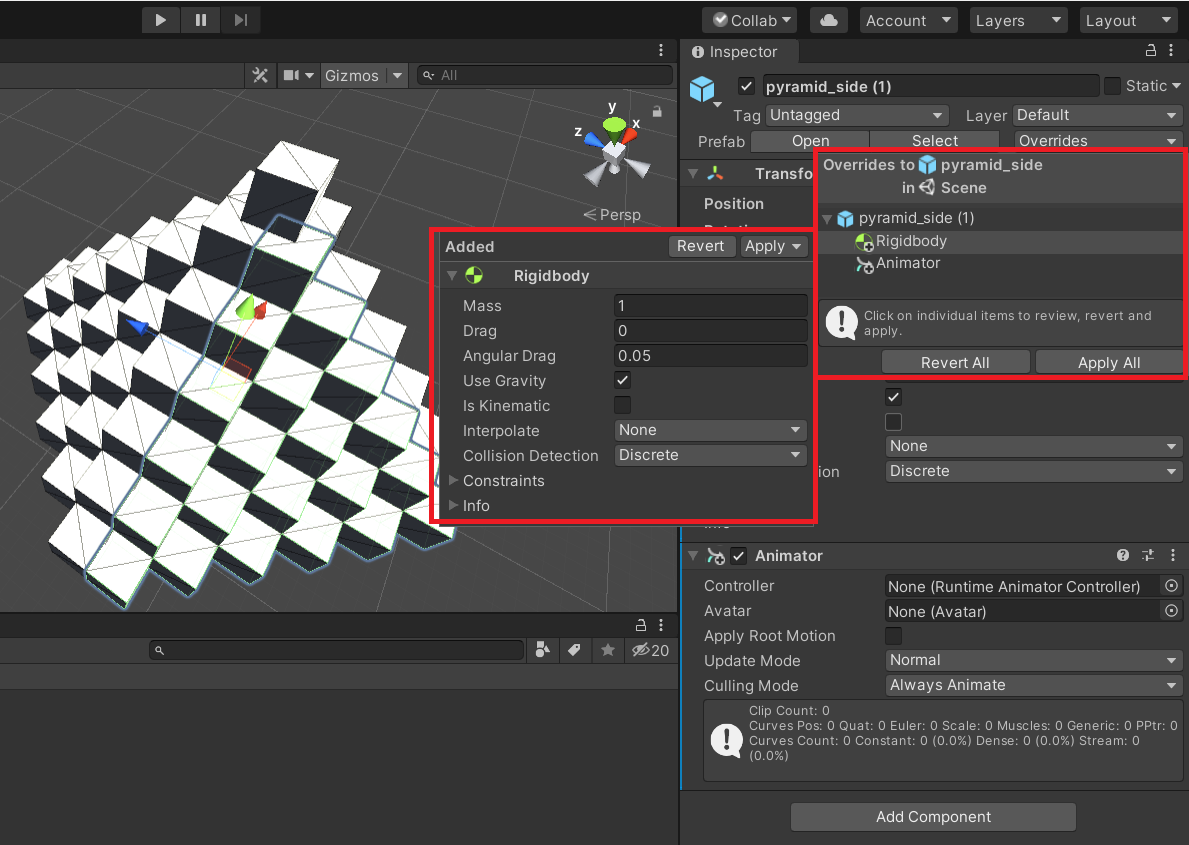 Collab
Account
Layers
Layout
Inspector
Gizmos
All
pyramid_side (1)
Static
Tag
Untagged
Layer
Default
Prefab
Open
Select
Overrides
y
x
z
Persp
Transfo
Position
Overrides to pyramid_side
in Scene
pyramid_side (1)
Rigidbody
Animator
Click on individual items to review, revert and
apply.
Revert All
Apply All
Added
Revert
Apply
Rigidbody
Mass
1
Drag
0
Angular Drag
0.05
Use Gravity
Is Kinematic
Interpolate
None
Collision Detection
Discrete
Constraints
Info
None
ion
Discrete
Animator
Controller
None (Runtime Animator Controller)
Avatar
None (Avatar)
Apply Root Motion
Update Mode
Normal
Culling Mode
Always Animate
Clip Count: 0
Curves Pos: 0 Quat: 0 Euler: 0 Scale: 0 Muscles: 0 Generic: 0 PPtr: 0
Curves Count: 0 Constant: 0 (0.0%) Dense: 0 (0.0%) Stream: 0
(0.0%)
20
Add Component